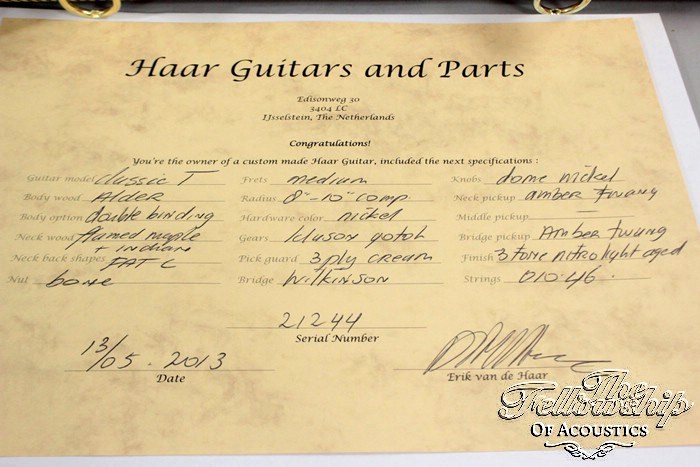 Haar Guitars and Parts
Edisonweg 30
3404 LC
IJsselstein, The Netherlands
Congratulations!
You're the owner of a custom made Haar Guitar, included the next specifications :
Guitar model classic T Frets medium Knobs dome nickel
Body wood Alder Radius 8"-10" comp. Neck pickup amber Twang
Body option double binding Hardware color nickel Middle pickup —
Neck wood flamed maple Gears kluson gotoh Bridge pickup Amber twang
+ indian
Neck back shapes FAT C Pick guard 3 ply cream Finish 3 tone nitro light aged
Nut bone Bridge Wilkinson Strings 010-46.
21244
Serial Number
13/05. 2013
Date Erik van de Haar
The
Fellowship
Of Acoustics